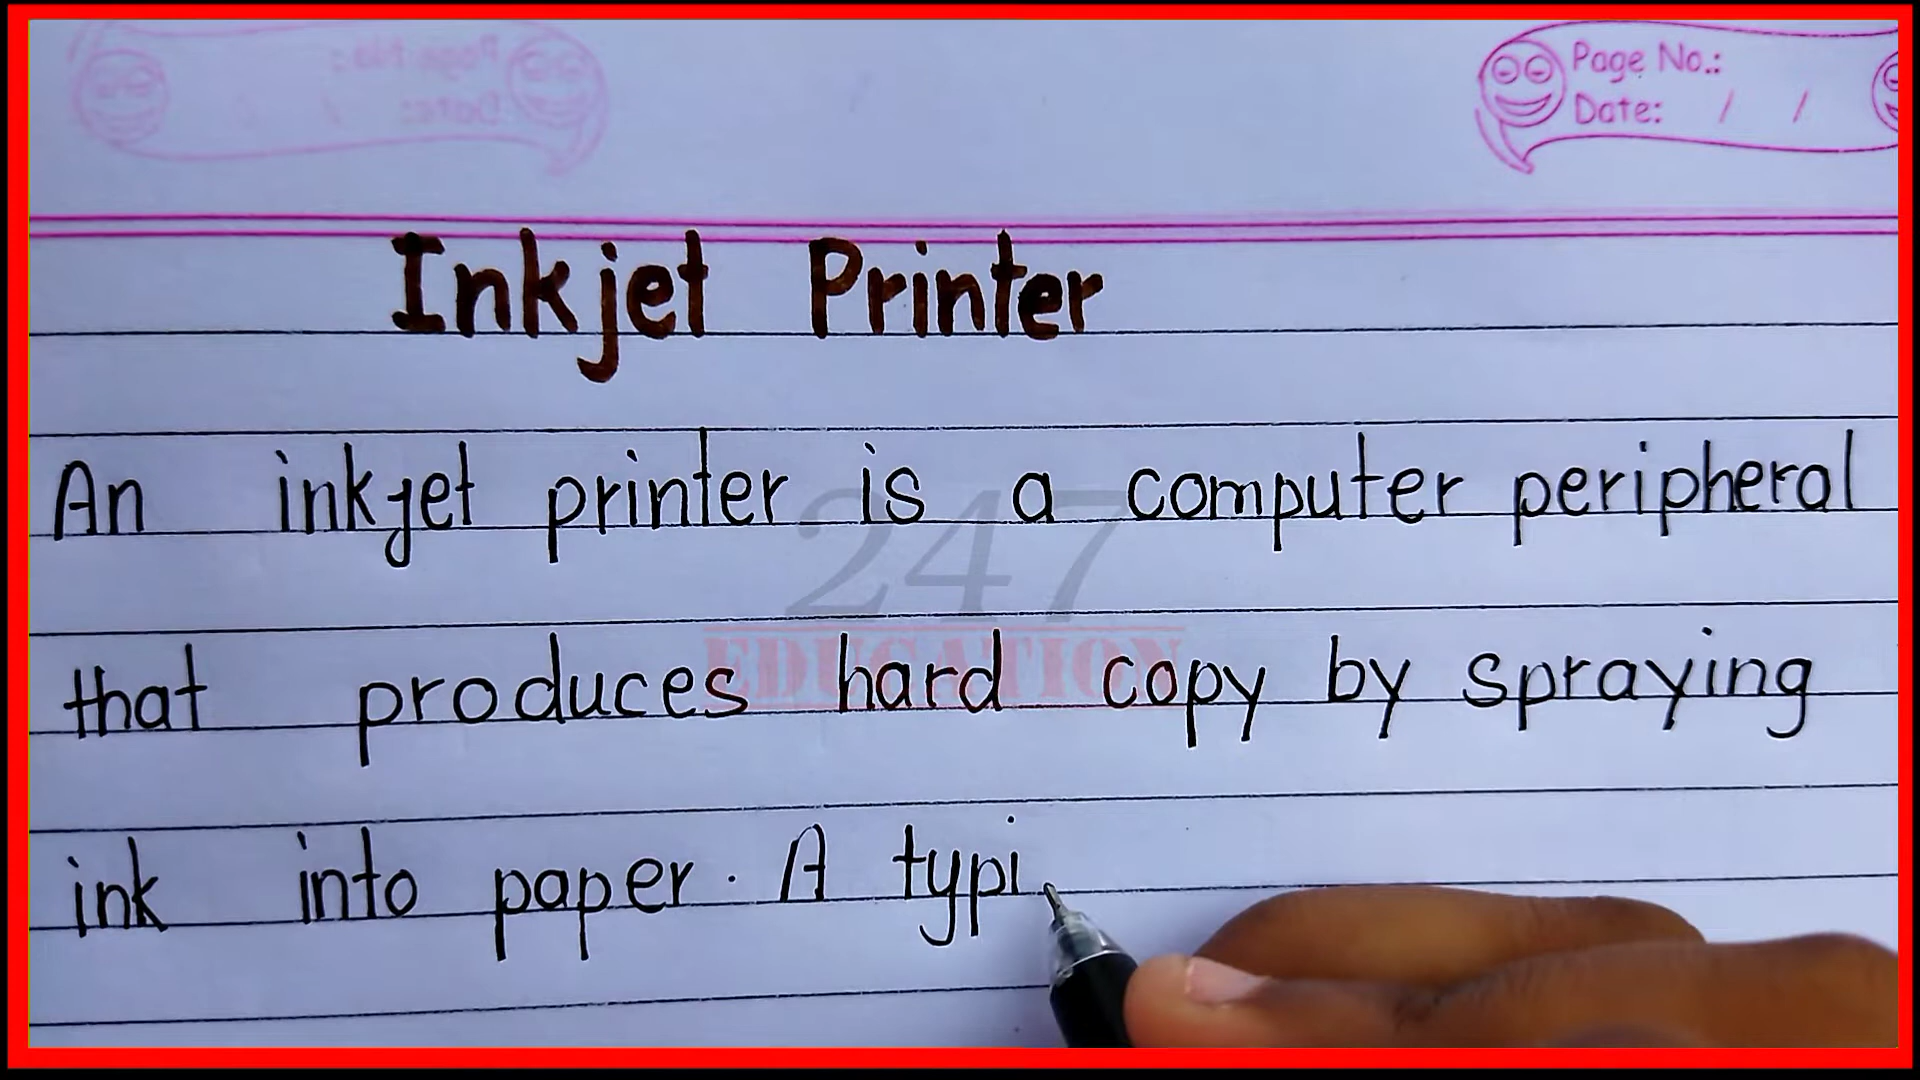 Page No.:
Date: / /
Inkjet Printer
An inkjet printer is a computer peripheral
247
that produces hard copy by spraying
EDUCATION
ink into paper. A typi